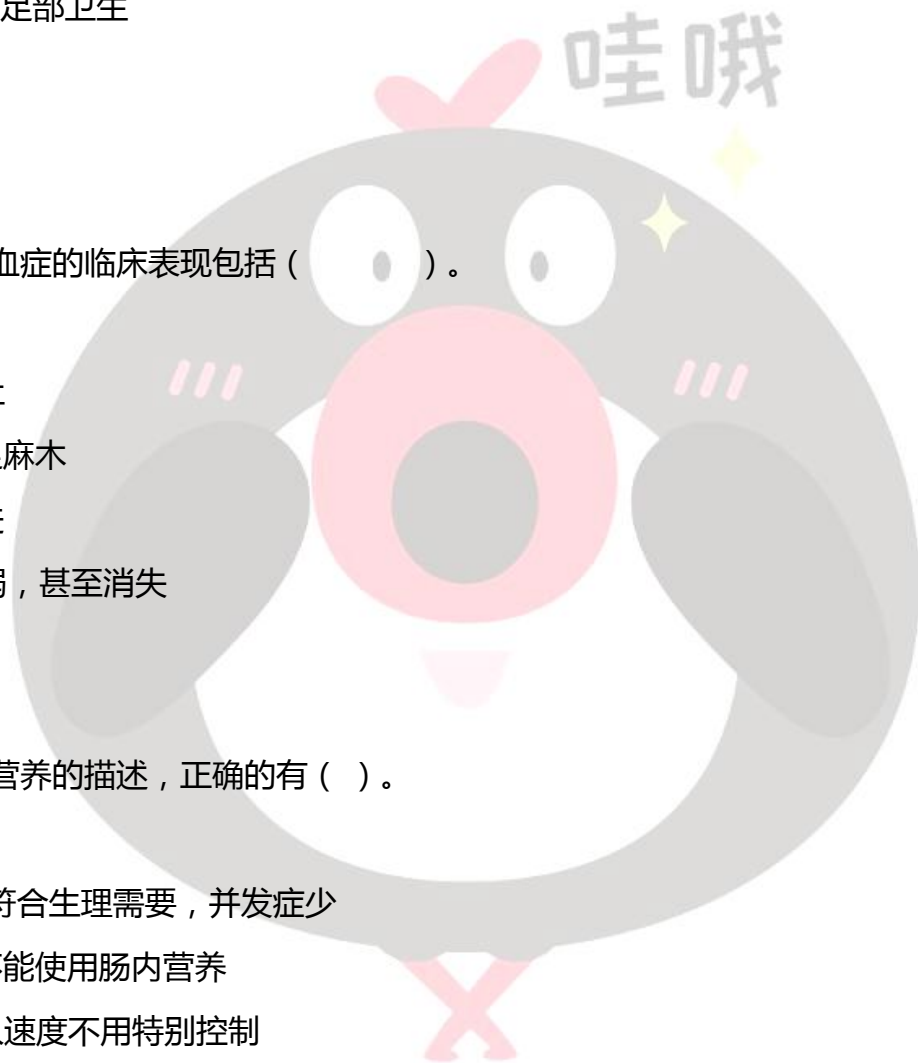 足部卫生
哇哦
血症的临床表现包括（ ）。
麻木
，甚至消失
营养的描述，正确的有（ ）。
符合生理需要，并发症少
能使用肠内营养
速度不用特别控制